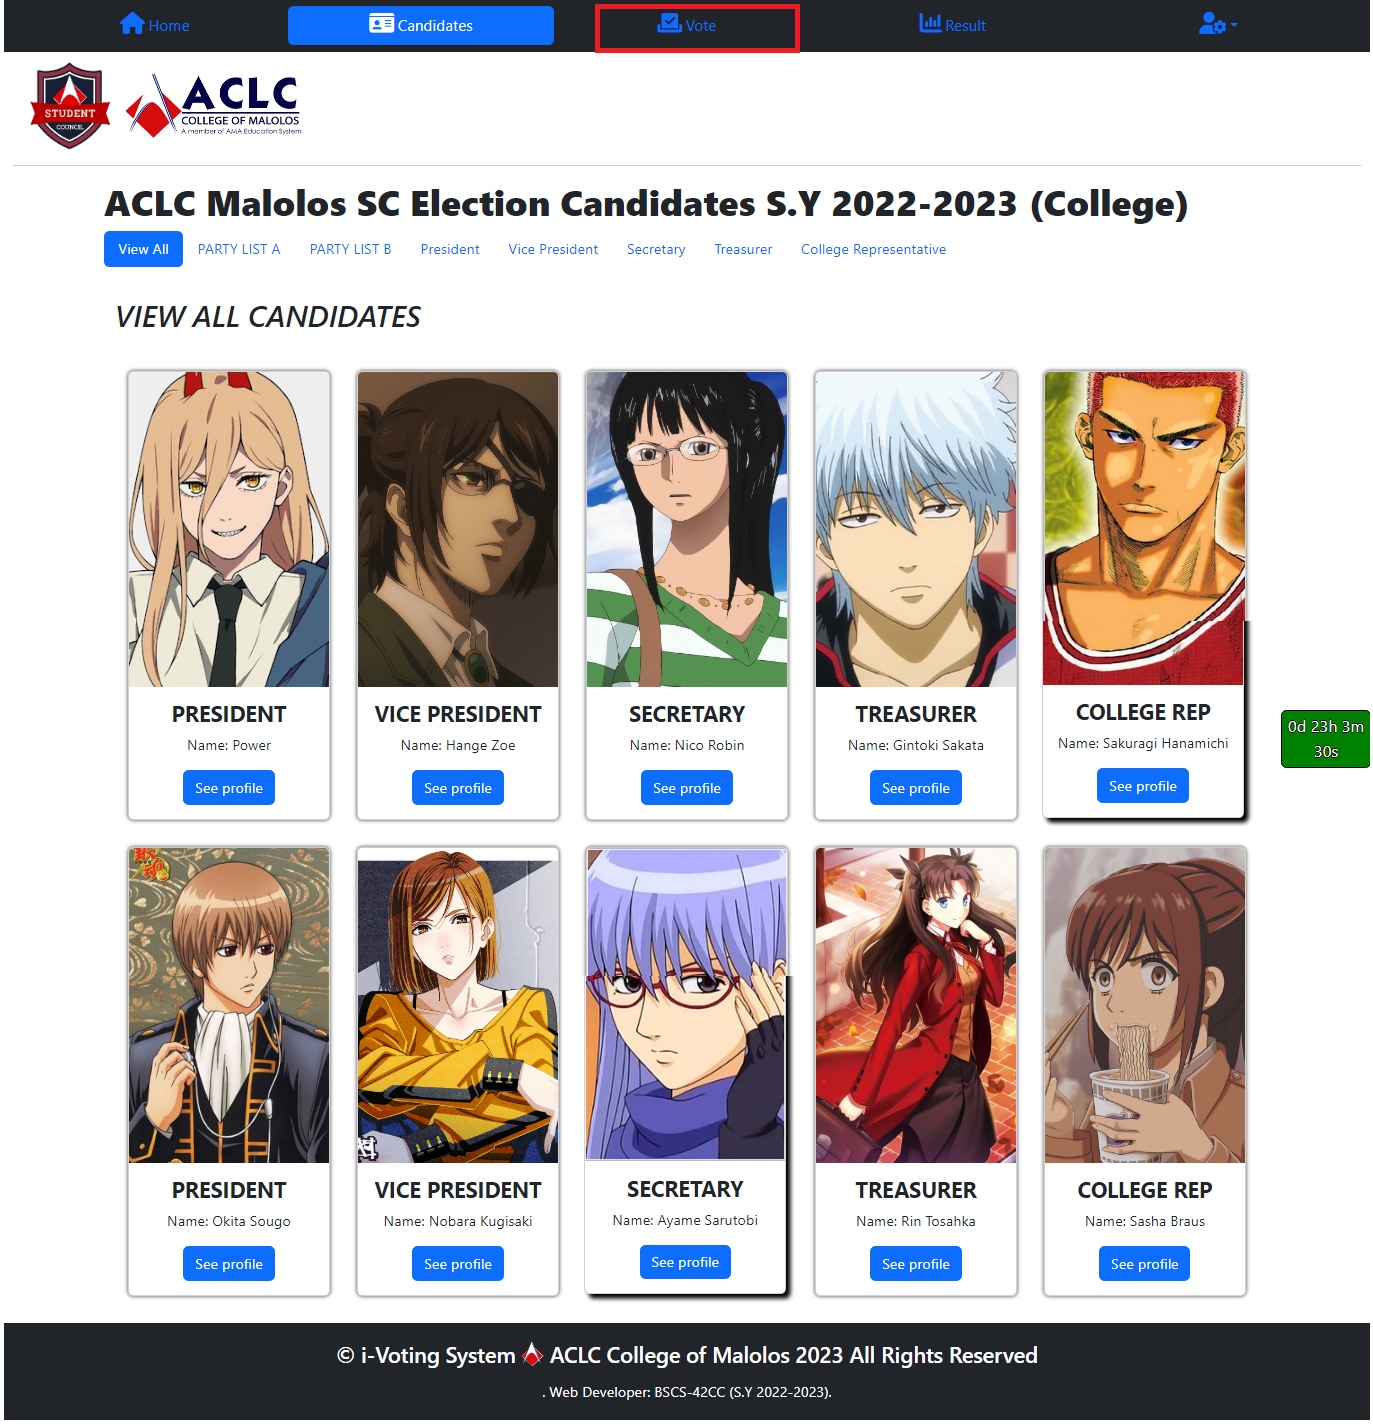 Home Candidates Vote Result
STUDENT
COUNCIL
ACLC
COLLEGE OF MALOLOS
A member of AMA Education System
ACLC Malolos SC Election Candidates S.Y 2022-2023 (College)
View All PARTY LIST A PARTY LIST B President Vice President Secretary Treasurer College Representative
VIEW ALL CANDIDATES
PRESIDENT
Name: Power
See profile
VICE PRESIDENT
Name: Hange Zoe
See profile
SECRETARY
Name: Nico Robin
See profile
TREASURER
Name: Gintoki Sakata
See profile
COLLEGE REP
Name: Sakuragi Hanamichi
See profile
0d 23h 3m
30s
PRESIDENT
Name: Okita Sougo
See profile
VICE PRESIDENT
Name: Nobara Kugisaki
See profile
SECRETARY
Name: Ayame Sarutobi
See profile
TREASURER
Name: Rin Tosahka
See profile
COLLEGE REP
Name: Sasha Braus
See profile
© i-Voting System ACLC College of Malolos 2023 All Rights Reserved
. Web Developer: BSCS-42CC (S.Y 2022-2023).